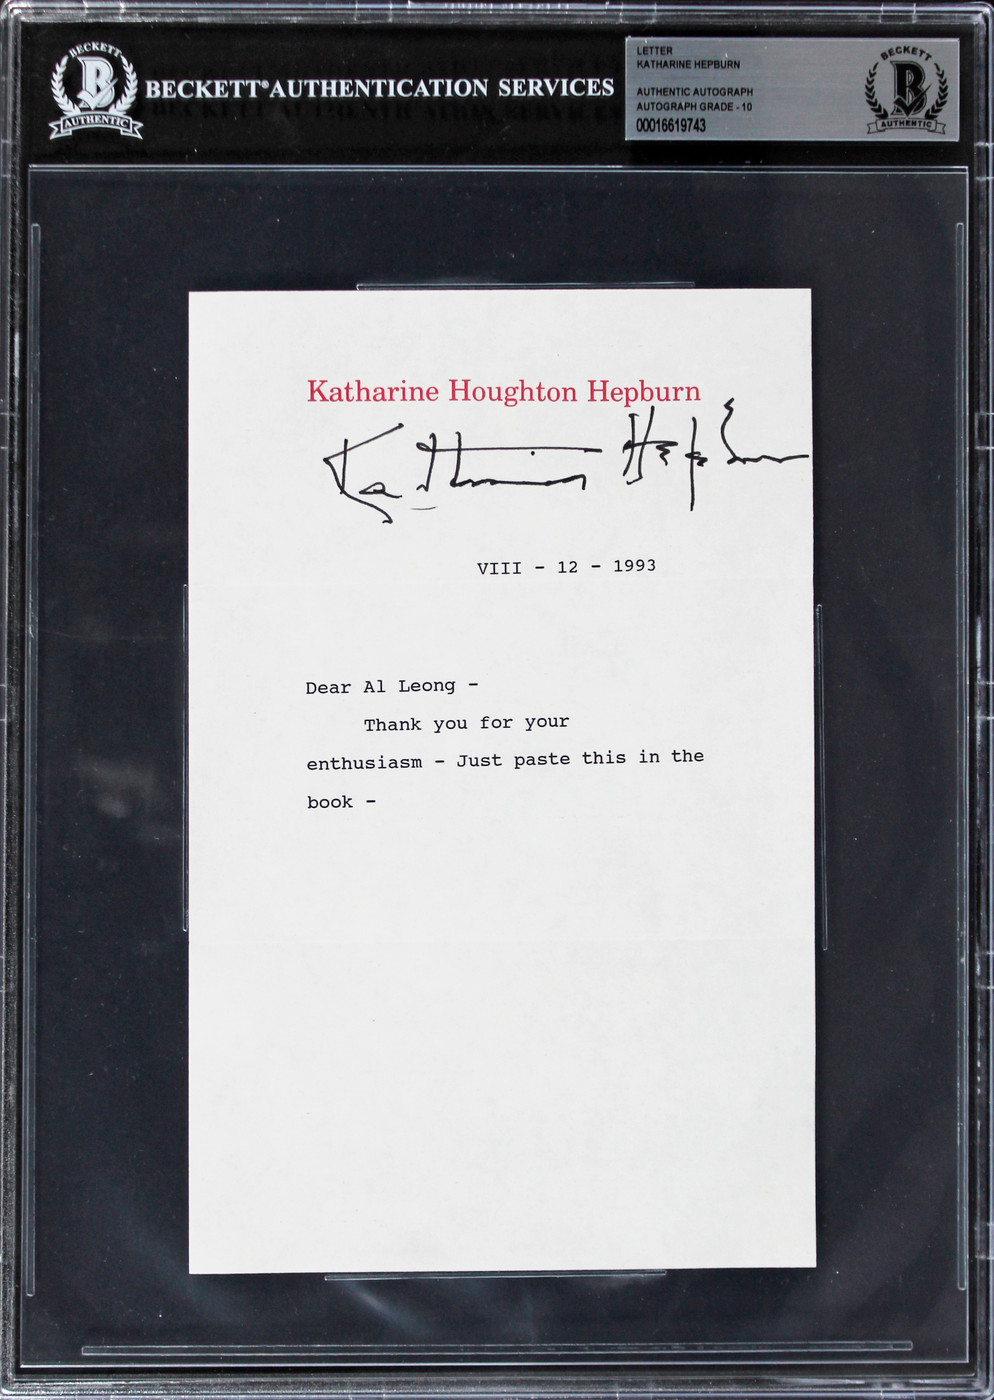 BECKETT
B
AUTHENTIC
BECKETT® AUTHENTICATION SERVICES
LETTER
KATHARINE HEPBURN
AUTHENTIC AUTOGRAPH
AUTOGRAPH GRADE - 10
00016619743
BECKETT
B
AUTHENTIC
Katharine Houghton Hepburn
Katharine Hepburn
VIII - 12 - 1993
Dear Al Leong -
Thank you for your
enthusiasm - Just paste this in the
book -